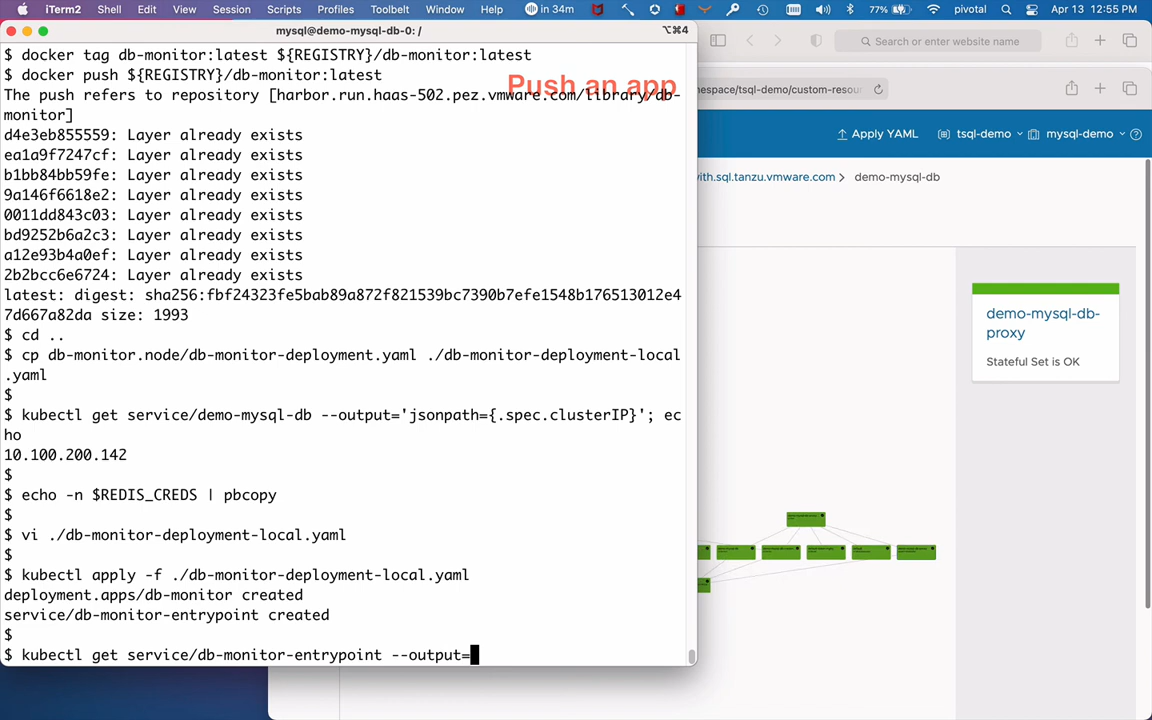 iTerm2 Shell Edit View Session Scripts Profiles Toolbelt Window Help in 34m 77% pivotal Apr 13 12:55 PM
mysql@demo-mysql-db-0: /
⌥⌘4
$ docker tag db-monitor:latest ${REGISTRY}/db-monitor:latest
$ docker push ${REGISTRY}/db-monitor:latest
Push an app
The push refers to repository [harbor.run.haas-502.pez.vmware.com/library/db-
monitor]
d4e3eb855559: Layer already exists
ea1a9f7247cf: Layer already exists
b1bb84bb59fe: Layer already exists
9a146f6618e2: Layer already exists
0011dd843c03: Layer already exists
bd9252b6a2c3: Layer already exists
a12e93b4a0ef: Layer already exists
2b2bcc6e6724: Layer already exists
latest: digest: sha256:fbf24323fe5bab89a872f821539bc7390b7efe1548b176513012e4
7d667a82da size: 1993
$ cd ..
$ cp db-monitor.node/db-monitor-deployment.yaml ./db-monitor-deployment-local
.yaml
$
$ kubectl get service/demo-mysql-db --output='jsonpath={.spec.clusterIP}'; ec
ho
10.100.200.142
$
$ echo -n $REDIS_CREDS | pbcopy
$
$ vi ./db-monitor-deployment-local.yaml
$
$ kubectl apply -f ./db-monitor-deployment-local.yaml
deployment.apps/db-monitor created
service/db-monitor-entrypoint created
$
$ kubectl get service/db-monitor-entrypoint --output=
Search or enter website name
espace/tsql-demo/custom-resou
Apply YAML tsql-demo mysql-demo
with.sql.tanzu.vmware.com > demo-mysql-db
demo-mysql-db-
proxy
Stateful Set is OK